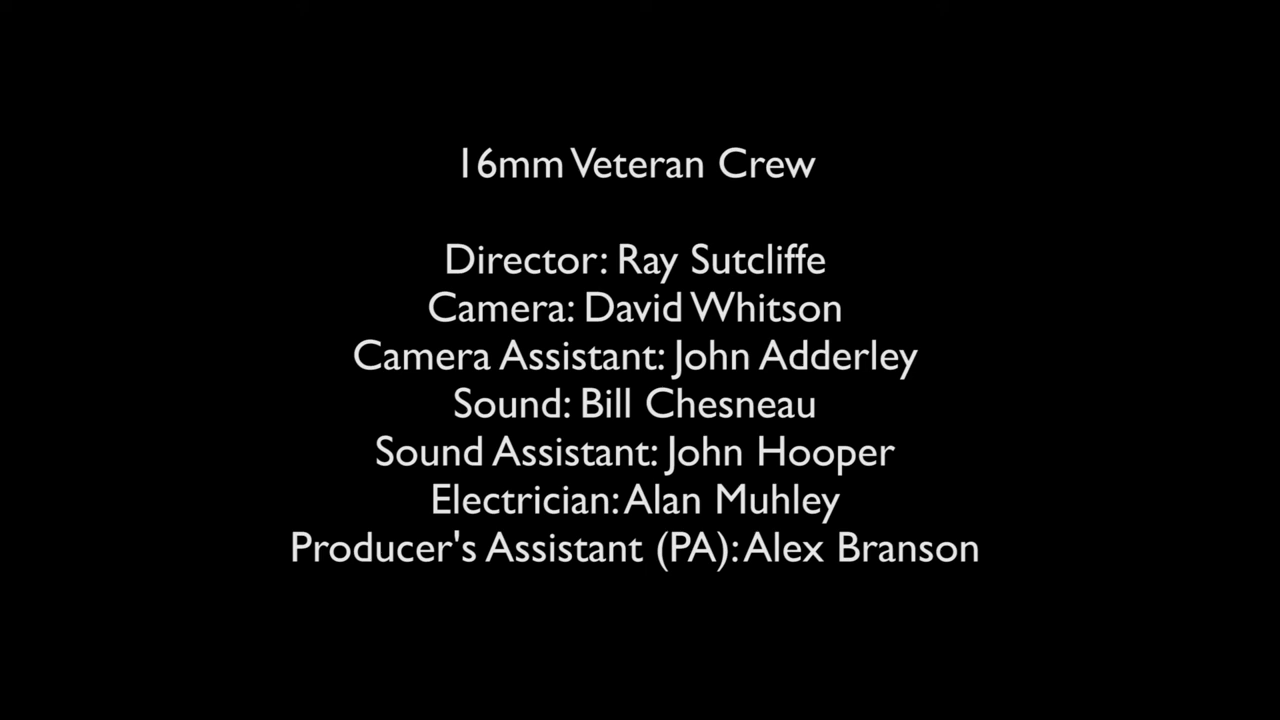 16mm Veteran Crew
Director: Ray Sutcliffe
Camera: David Whitson
Camera Assistant: John Adderley
Sound: Bill Chesneau
Sound Assistant: John Hooper
Electrician: Alan Muhley
Producer's Assistant (PA): Alex Branson